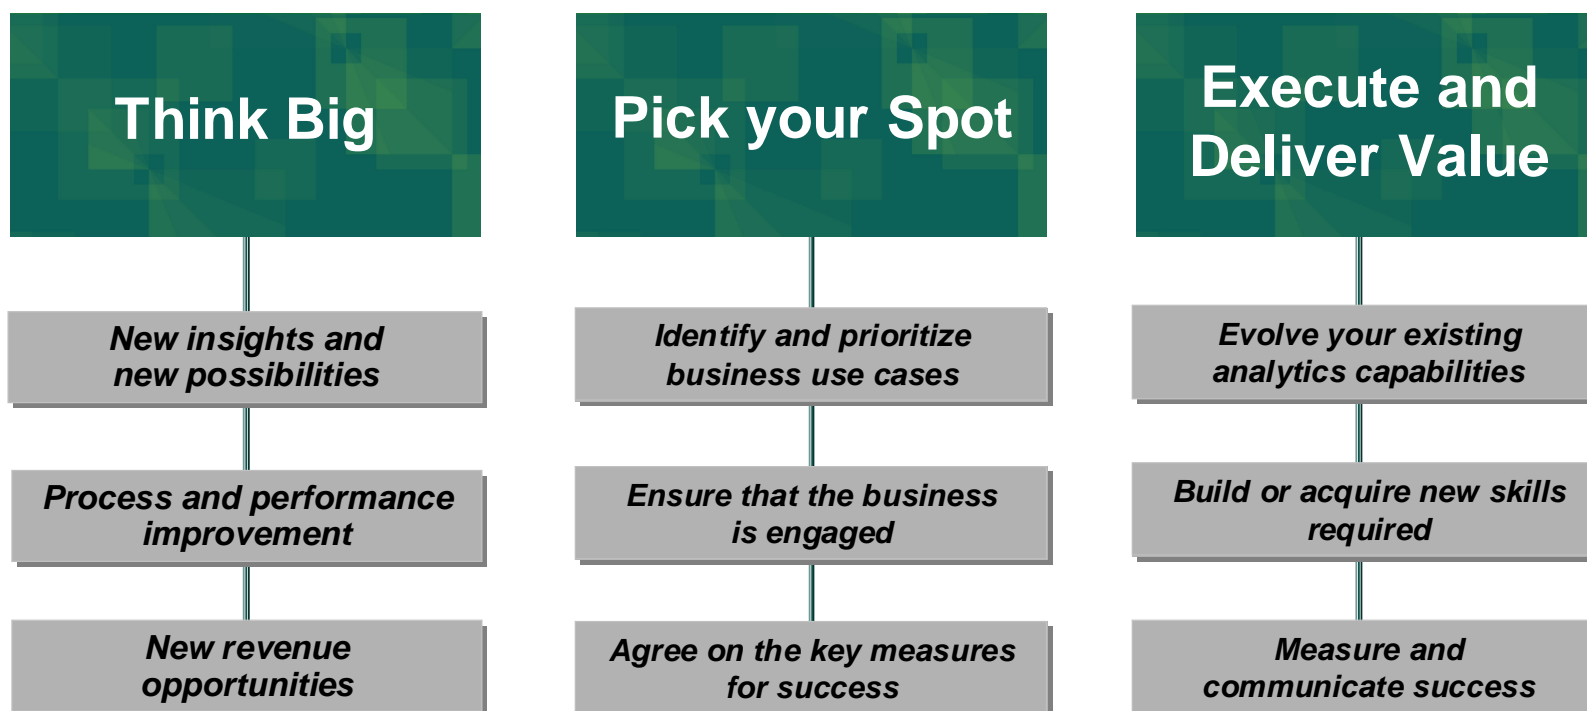 Think Big
New insights and
new possibilities
Process and performance
improvement
New revenue
opportunities
Pick your Spot
Identify and prioritize
business use cases
Ensure that the business
is engaged
Agree on the key measures
for success
Execute and
Deliver Value
Evolve your existing
analytics capabilities
Build or acquire new skills
required
Measure and
communicate success